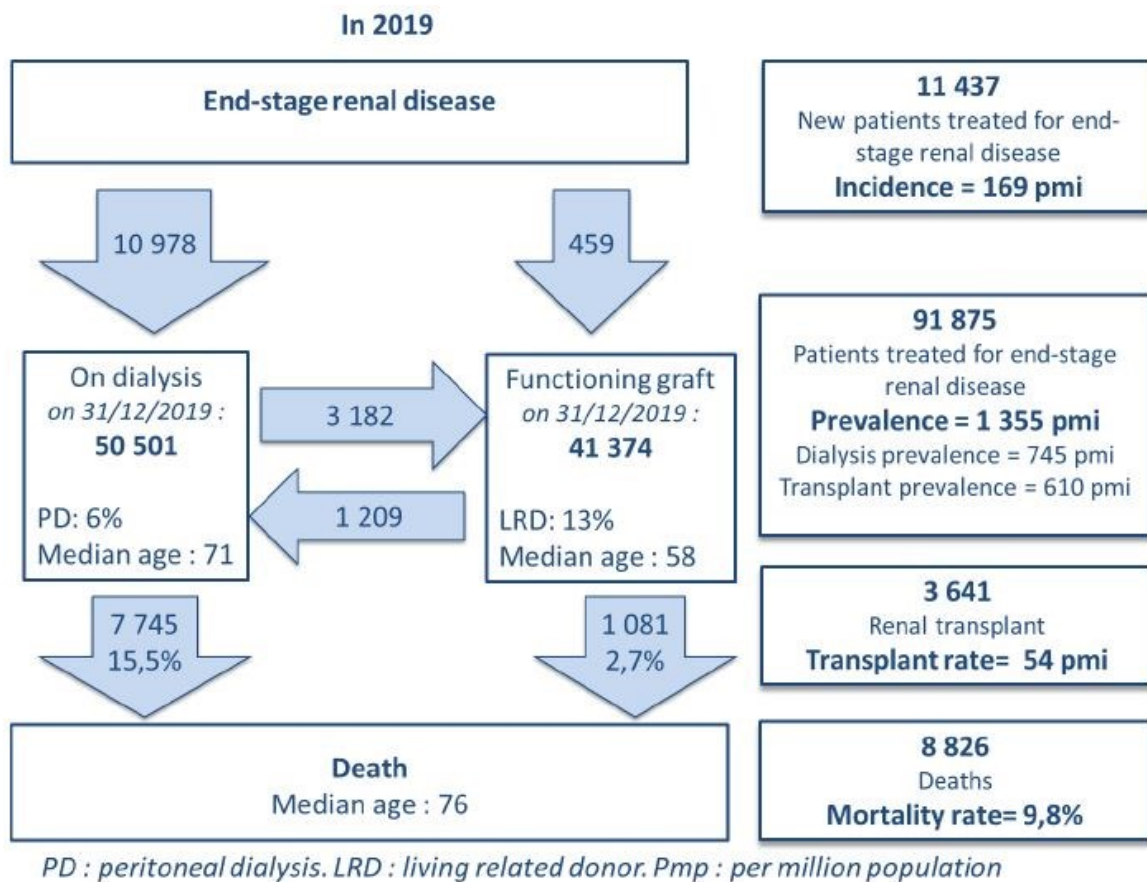 In 2019
End-stage renal disease
11 437
New patients treated for end-
stage renal disease
Incidence = 169 pmi
10 978
459
91 875
Patients treated for end-stage
renal disease
Prevalence = 1 355 pmi
Dialysis prevalence = 745 pmi
Transplant prevalence = 610 pmi
On dialysis
on 31/12/2019 :
50 501
PD: 6%
Median age : 71
3 182
1 209
Functioning graft
on 31/12/2019 :
41 374
LRD: 13%
Median age : 58
3 641
Renal transplant
Transplant rate= 54 pmi
7 745
15,5%
1 081
2,7%
Death
Median age : 76
8 826
Deaths
Mortality rate= 9,8%
PD : peritoneal dialysis. LRD : living related donor. Pmp : per million population